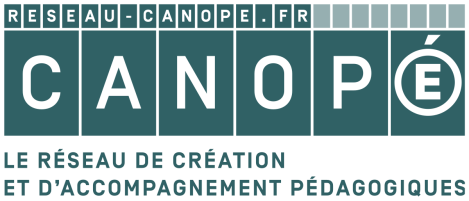 RESEAU-CANOPE.FR
CANOPÉ
LE RÉSEAU DE CRÉATION
ET D'ACCOMPAGNEMENT PÉDAGOGIQUES